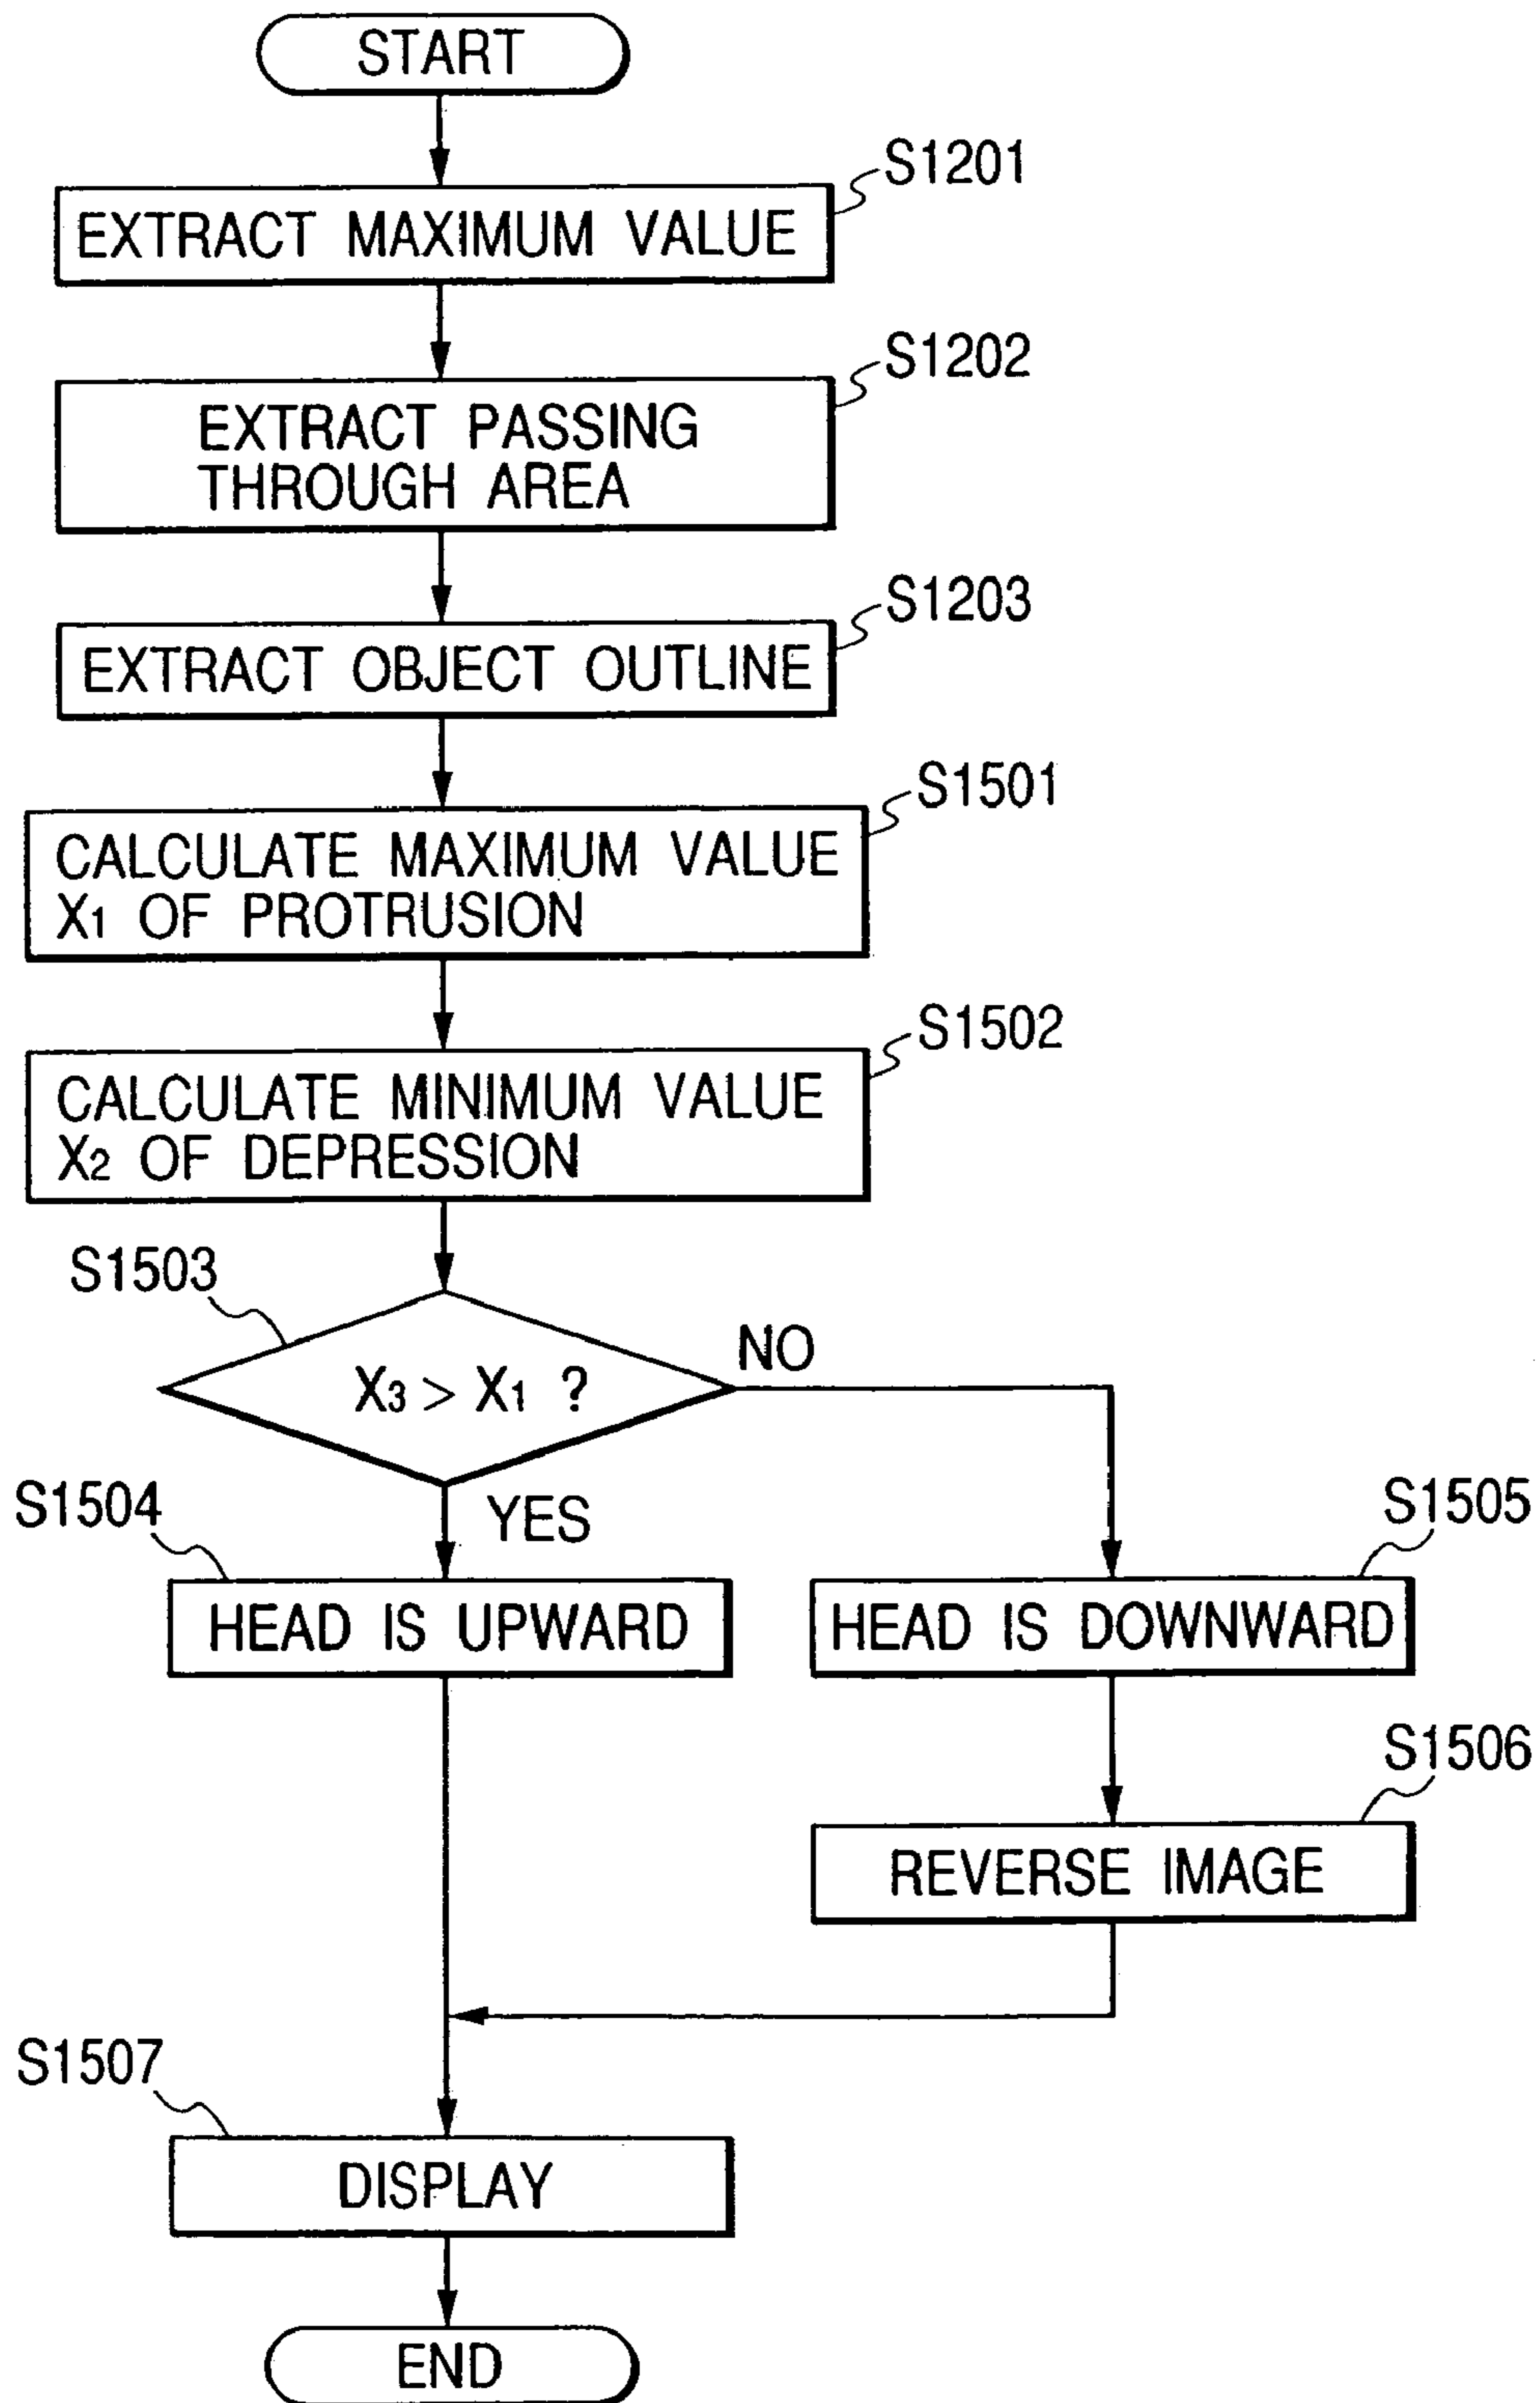 START
S1201
EXTRACT MAXIMUM VALUE
S1202
EXTRACT PASSING
THROUGH AREA
S1203
EXTRACT OBJECT OUTLINE
S1501
CALCULATE MAXIMUM VALUE
X1 OF PROTRUSION
S1502
CALCULATE MINIMUM VALUE
X2 OF DEPRESSION
S1503
X3 > X1 ?
NO
YES
S1504
HEAD IS UPWARD
S1505
HEAD IS DOWNWARD
S1506
REVERSE IMAGE
S1507
DISPLAY
END